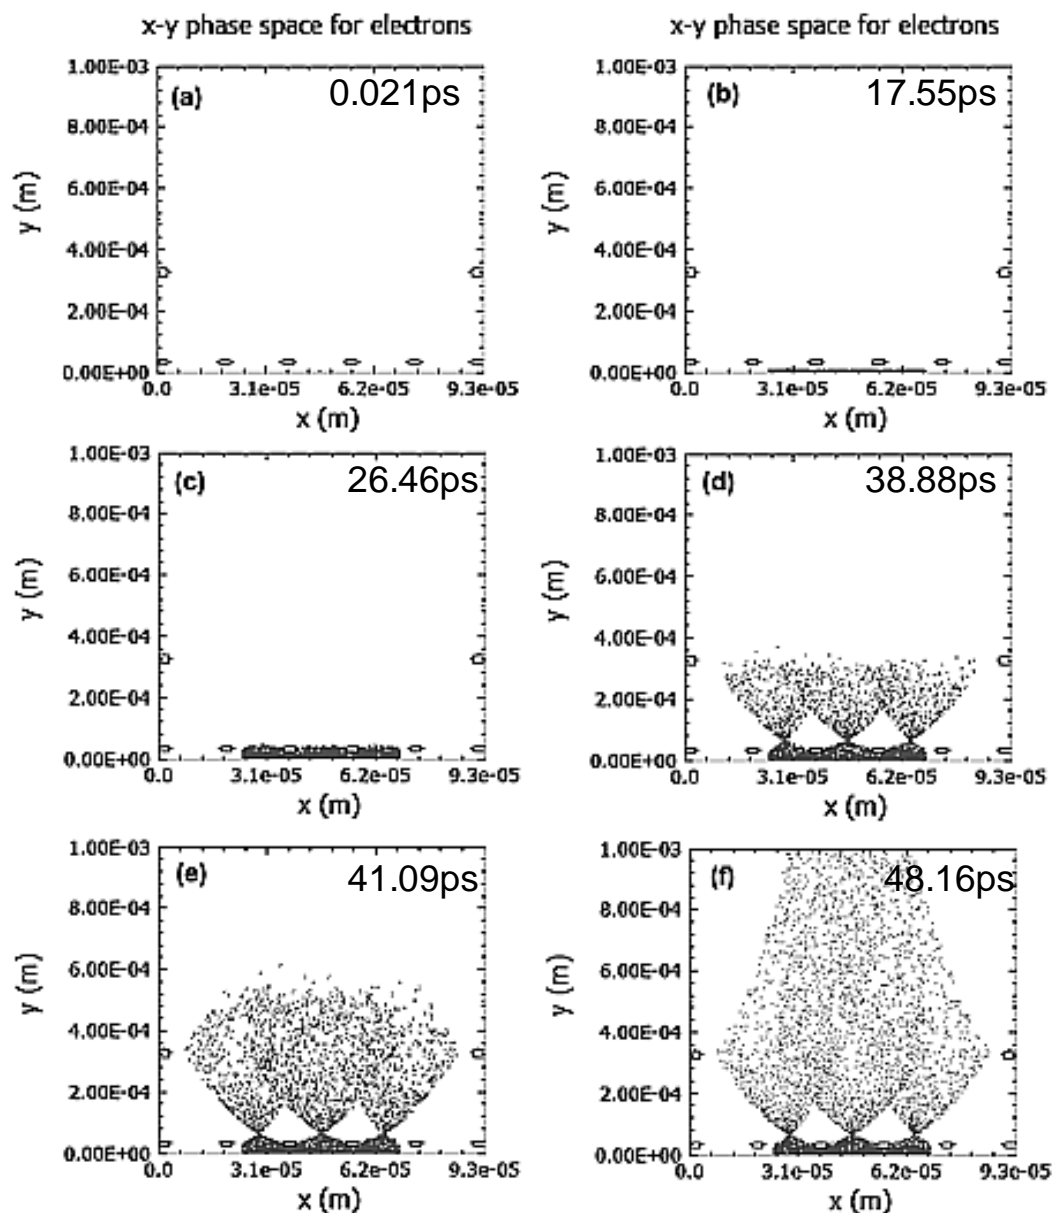 x-y phase space for electrons
x-y phase space for electrons
1.00E-03
(a)
0.021ps
8.00E-04
6.00E-04
4.00E-04
2.00E-04
0.00E+00
y (m)
0.0 3.1e-05 6.2e-05 9.3e-05
x (m)
1.00E-03
(b)
17.55ps
8.00E-04
6.00E-04
4.00E-04
2.00E-04
0.00E+00
y (m)
0.0 3.1e-05 6.2e-05 9.3e-05
x (m)
1.00E-03
(c)
26.46ps
8.00E-04
6.00E-04
4.00E-04
2.00E-04
0.00E+00
y (m)
0.0 3.1e-05 6.2e-05 9.3e-05
x (m)
1.00E-03
(d)
38.88ps
8.00E-04
6.00E-04
4.00E-04
2.00E-04
0.00E+00
y (m)
0.0 3.1e-05 6.2e-05 9.3e-05
x (m)
1.00E-03
(e)
41.09ps
8.00E-04
6.00E-04
4.00E-04
2.00E-04
0.00E+00
y (m)
0.0 3.1e-05 6.2e-05 9.3e-05
x (m)
1.00E-03
(f)
48.16ps
8.00E-04
6.00E-04
4.00E-04
2.00E-04
0.00E+00
y (m)
0.0 3.1e-05 6.2e-05 9.3e-05
x (m)